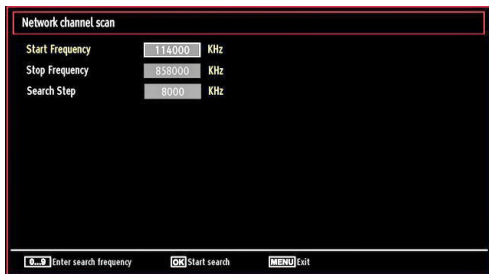 Network channel scan
Start Frequency 114000 KHz
Stop Frequency 858000 KHz
Search Step 8000 KHz
0...9 Enter search frequency OK Start search MENU Exit